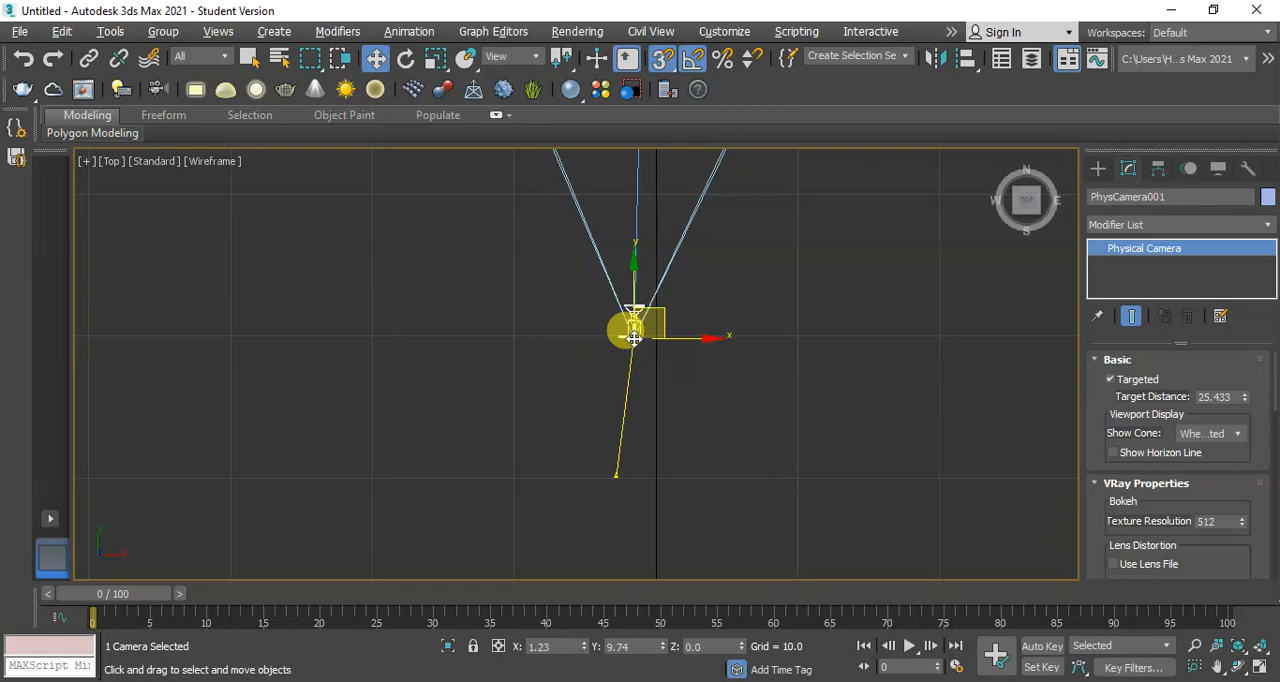 Untitled - Autodesk 3ds Max 2021 - Student Version
File Edit Tools Group Views Create Modifiers Animation Graph Editors Rendering Civil View Customize Scripting Interactive Sign In Workspaces: Default
All View Create Selection Se C:\Users\H...s Max 2021
Modeling Freeform Selection Object Paint Populate
Polygon Modeling
[+] [Top] [Standard] [Wireframe]
N
W TOP E
S
PhysCamera001
Modifier List
Physical Camera
y
x
Basic
Targeted
Target Distance: 25.433
Viewport Display
Show Cone: Whe...ted
Show Horizon Line
VRay Properties
Bokeh
Texture Resolution 512
Lens Distortion
Use Lens File
0 / 100
0 5 10 15 20 25 30 35 40 45 50 55 60 65 70 75 80 85 90 95 100
1 Camera Selected X: 1.23 Y: 9.74 Z: 0.0 Grid = 10.0 Auto Key Selected
MAXScript Mi Click and drag to select and move objects Add Time Tag 0 Set Key Key Filters...